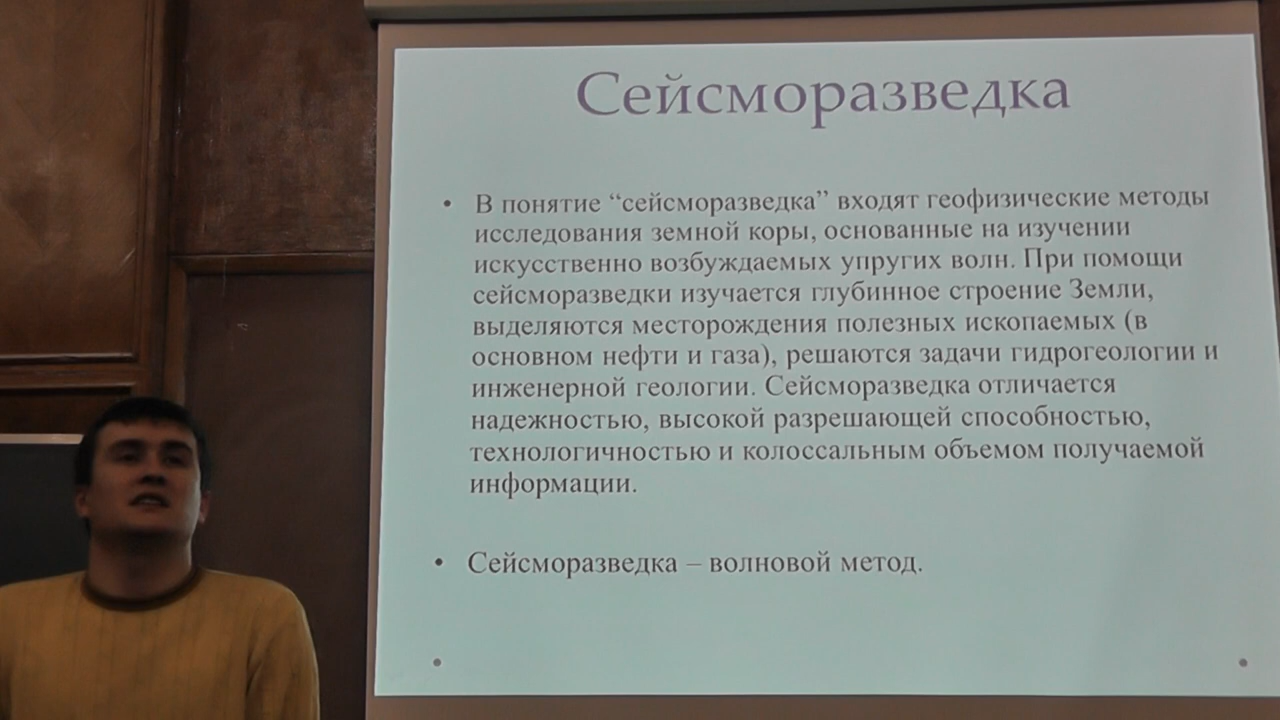 Сейсморазведка
• В понятие “сейсморазведка” входят геофизические методы
исследования земной коры, основанные на изучении
искусственно возбуждаемых упругих волн. При помощи
сейсморазведки изучается глубинное строение Земли,
выделяются месторождения полезных ископаемых (в
основном нефти и газа), решаются задачи гидрогеологии и
инженерной геологии. Сейсморазведка отличается
надежностью, высокой разрешающей способностью,
технологичностью и колоссальным объемом получаемой
информации.
• Сейсморазведка – волновой метод.